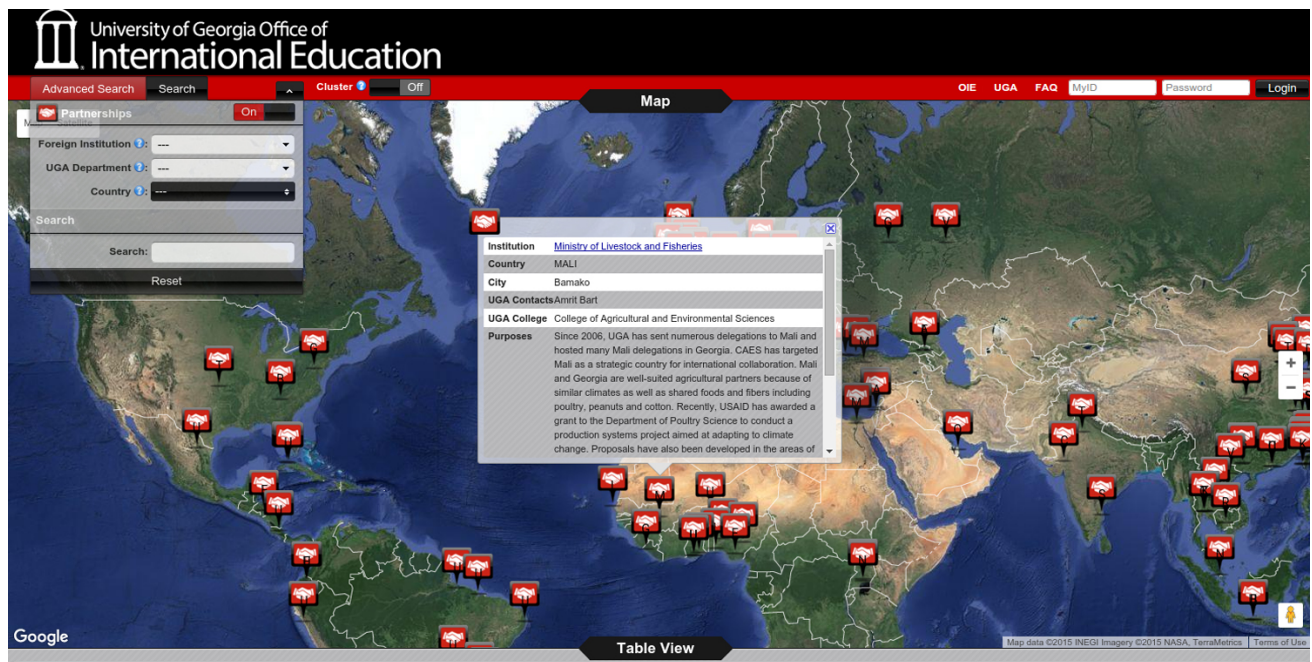 University of Georgia Office of
International Education
Advanced Search Search Cluster ? Off OIE UGA FAQ MyID Password Login
Map
Partnerships On
Foreign Institution ?: ---
UGA Department ?: ---
Country ?: ---
Search
Search:
Reset
Institution Ministry of Livestock and Fisheries
Country MALI
City Bamako
UGA Contacts Amrit Bart
UGA College College of Agricultural and Environmental Sciences
Purposes Since 2006, UGA has sent numerous delegations to Mali and
hosted many Mali delegations in Georgia. CAES has targeted
Mali as a strategic country for international collaboration. Mali
and Georgia are well-suited agricultural partners because of
similar climates as well as shared foods and fibers including
poultry, peanuts and cotton. Recently, USAID has awarded a
grant to the Department of Poultry Science to conduct a
production systems project aimed at adapting to climate
change. Proposals have also been developed in the areas of
Google
Map data ©2015 INEGI Imagery ©2015 NASA, TerraMetrics Terms of Use
Table View